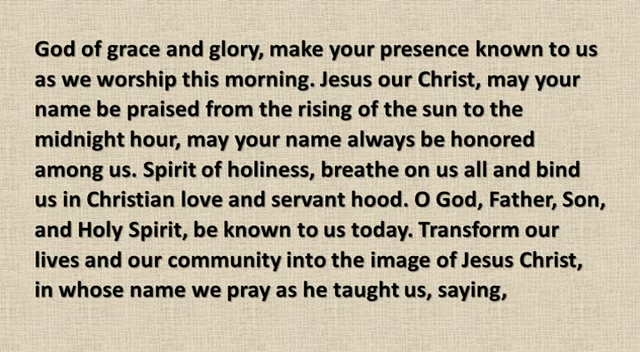 God of grace and glory, make your presence known to us
as we worship this morning. Jesus our Christ, may your
name be praised from the rising of the sun to the
midnight hour, may your name always be honored
among us. Spirit of holiness, breathe on us all and bind
us in Christian love and servant hood. O God, Father, Son,
and Holy Spirit, be known to us today. Transform our
lives and our community into the image of Jesus Christ,
in whose name we pray as he taught us, saying,